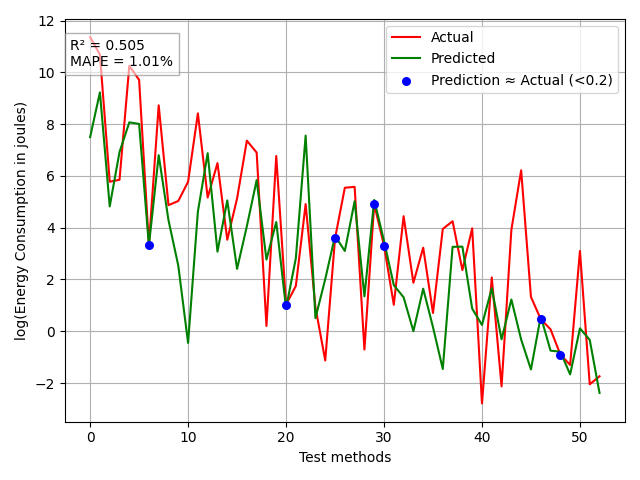 R² = 0.505
MAPE = 1.01%
Actual
Predicted
Prediction ≈ Actual (<0.2)
log(Energy Consumption in joules)
12
10
8
6
4
2
0
−2
0 10 20 30 40 50
Test methods